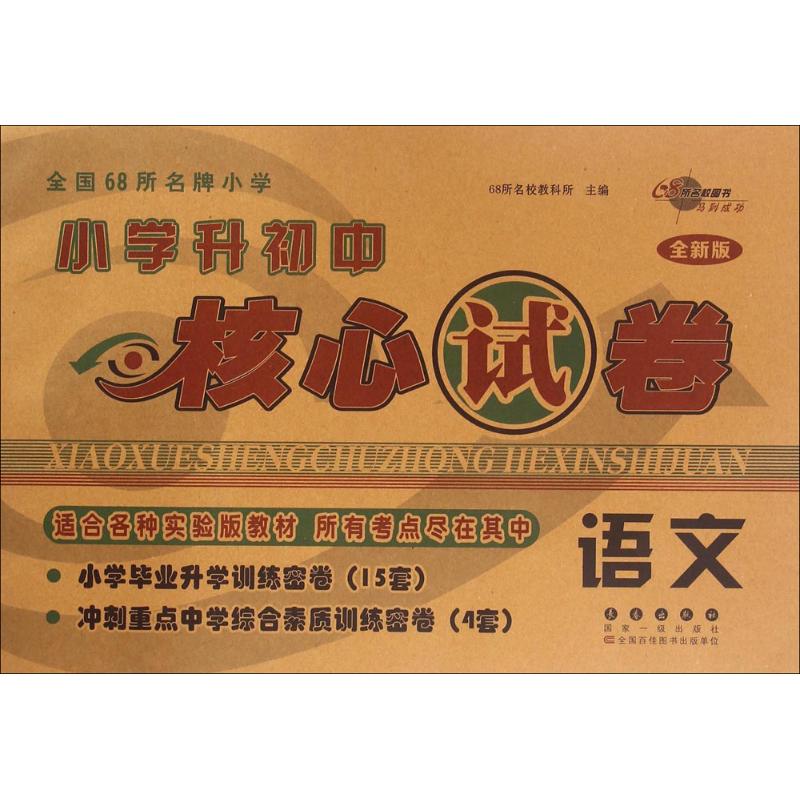 全国68所名牌小学
68所名校教科所 主编
68所名校图书
马到成功
小学升初中
全新版
核心试卷
XIAOXUESHENGCHUZHONG HEXINSHIJUAN
适合各种实验版教材 所有考点尽在其中
语文
小学毕业升学训练密卷（15套）
冲刺重点中学综合素质训练密卷（4套）
长春出版社
国家一级出版社
全国百佳图书出版单位